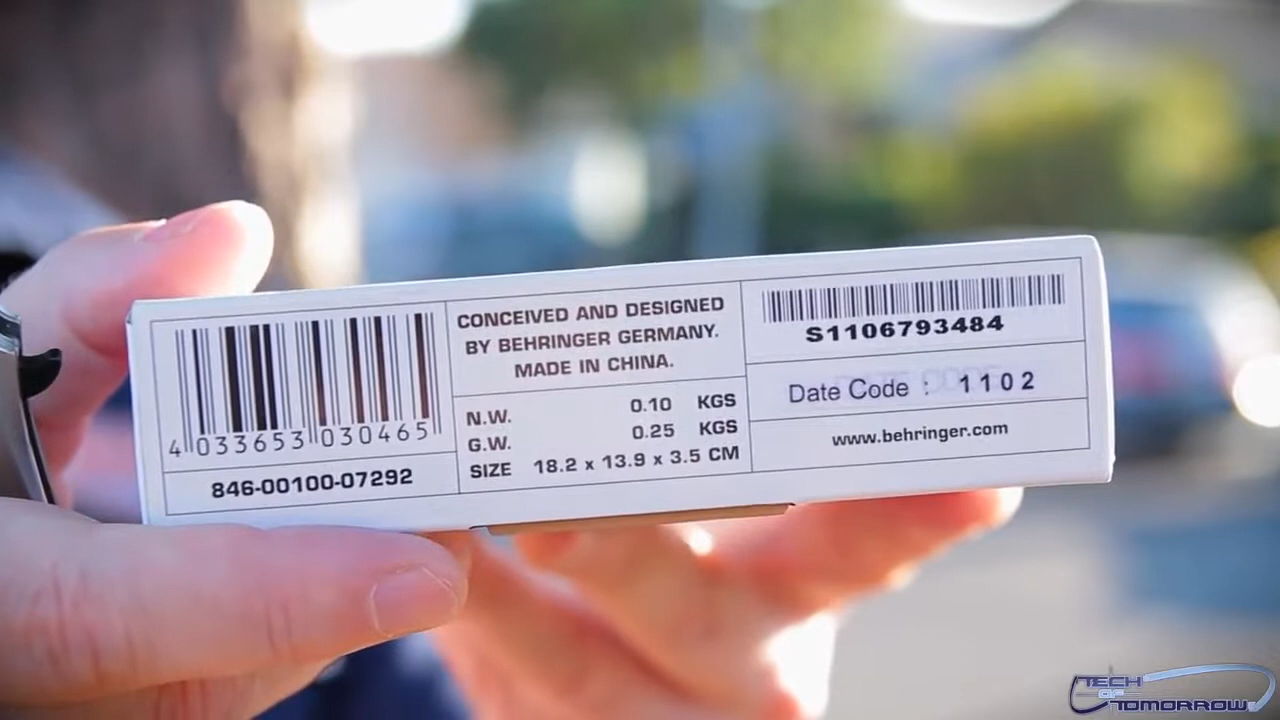 4 033653 030465
846-00100-07292
CONCEIVED AND DESIGNED
BY BEHRINGER GERMANY.
MADE IN CHINA.
N.W. 0.10 KGS
G.W. 0.25 KGS
SIZE 18.2 x 13.9 x 3.5 CM
S1106793484
Date Code : 1102
www.behringer.com
TECH
OF
TOMORROW